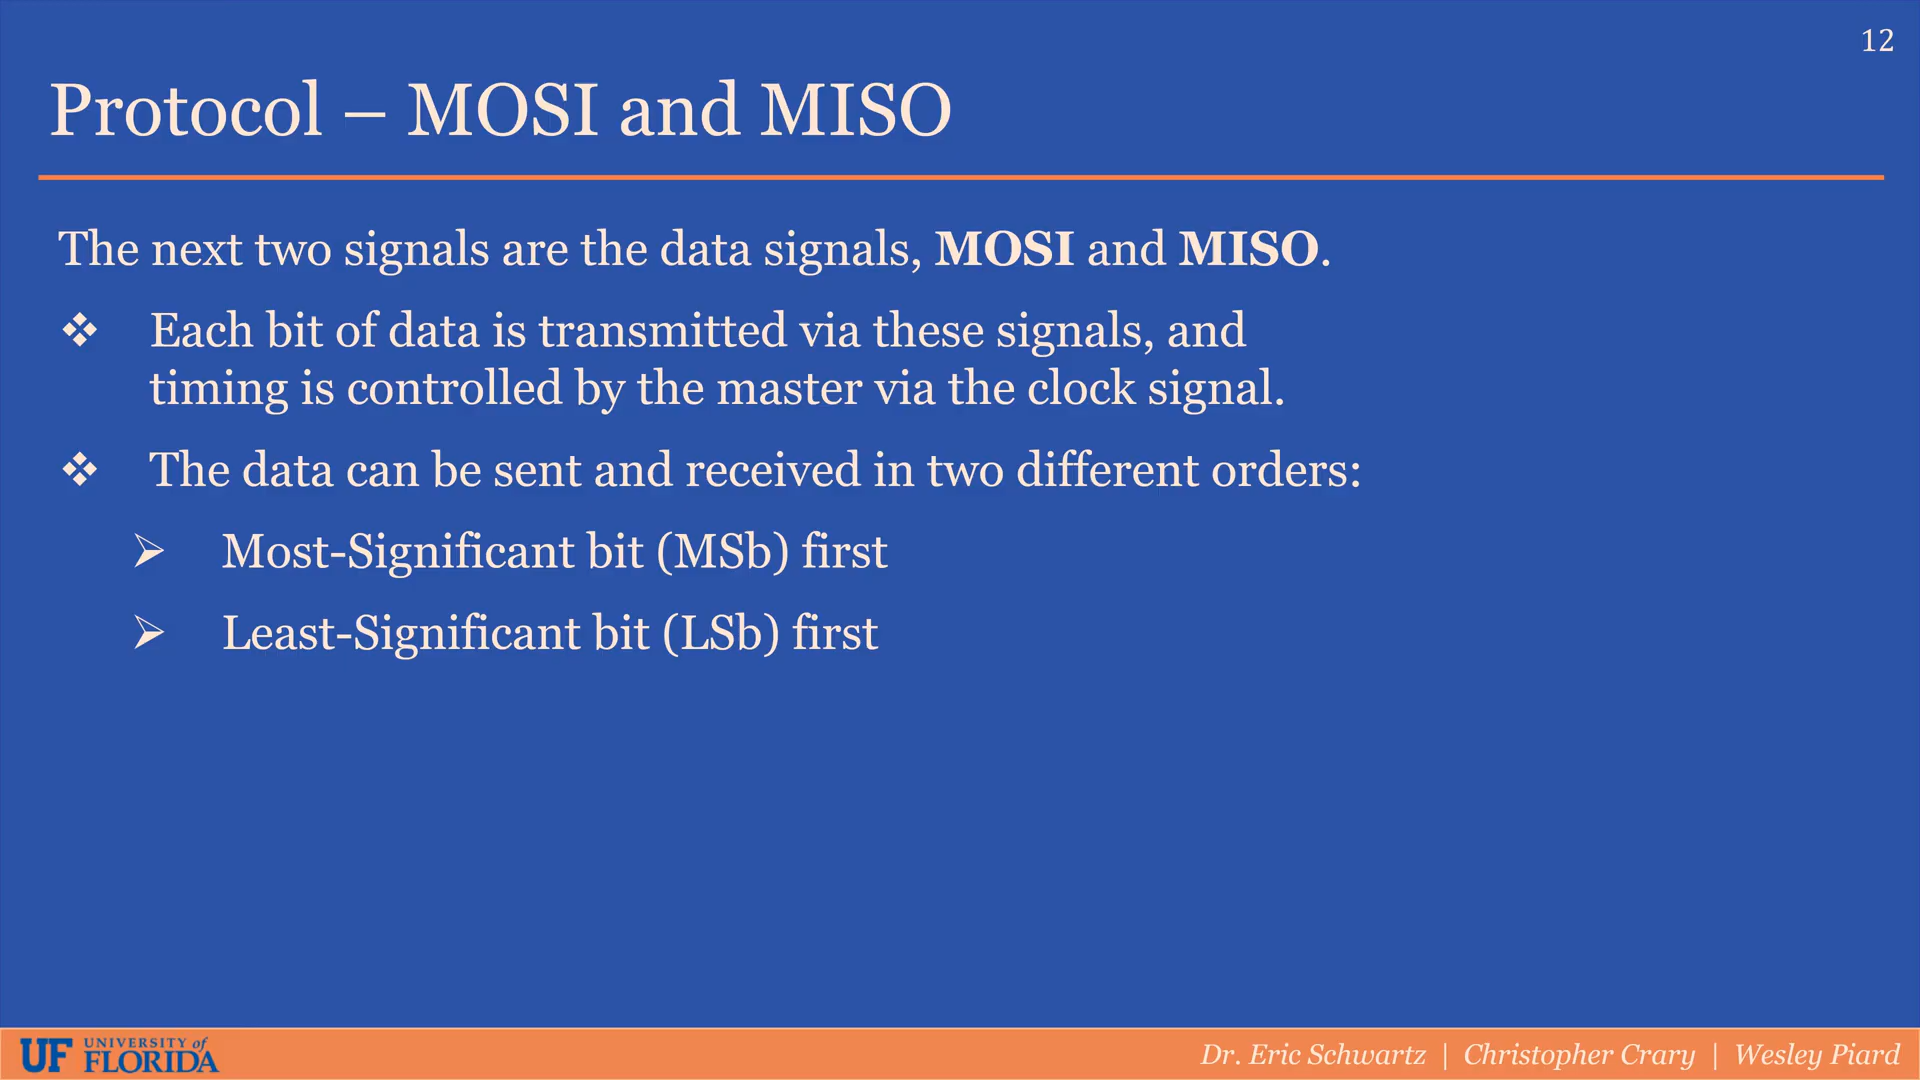 12
Protocol – MOSI and MISO
The next two signals are the data signals, MOSI and MISO.
❖ Each bit of data is transmitted via these signals, and
timing is controlled by the master via the clock signal.
❖ The data can be sent and received in two different orders:
➢ Most-Significant bit (MSb) first
➢ Least-Significant bit (LSb) first
UF UNIVERSITY of
FLORIDA
Dr. Eric Schwartz | Christopher Crary | Wesley Piard